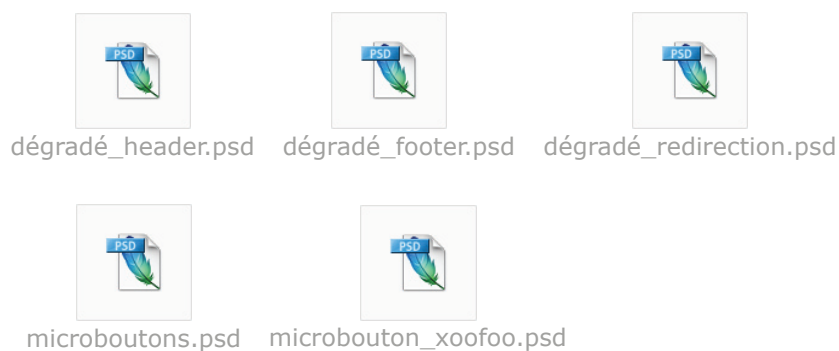 PSD PSD PSD
dégradé_header.psd dégradé_footer.psd dégradé_redirection.psd
PSD PSD
microboutons.psd microbouton_xoofoo.psd